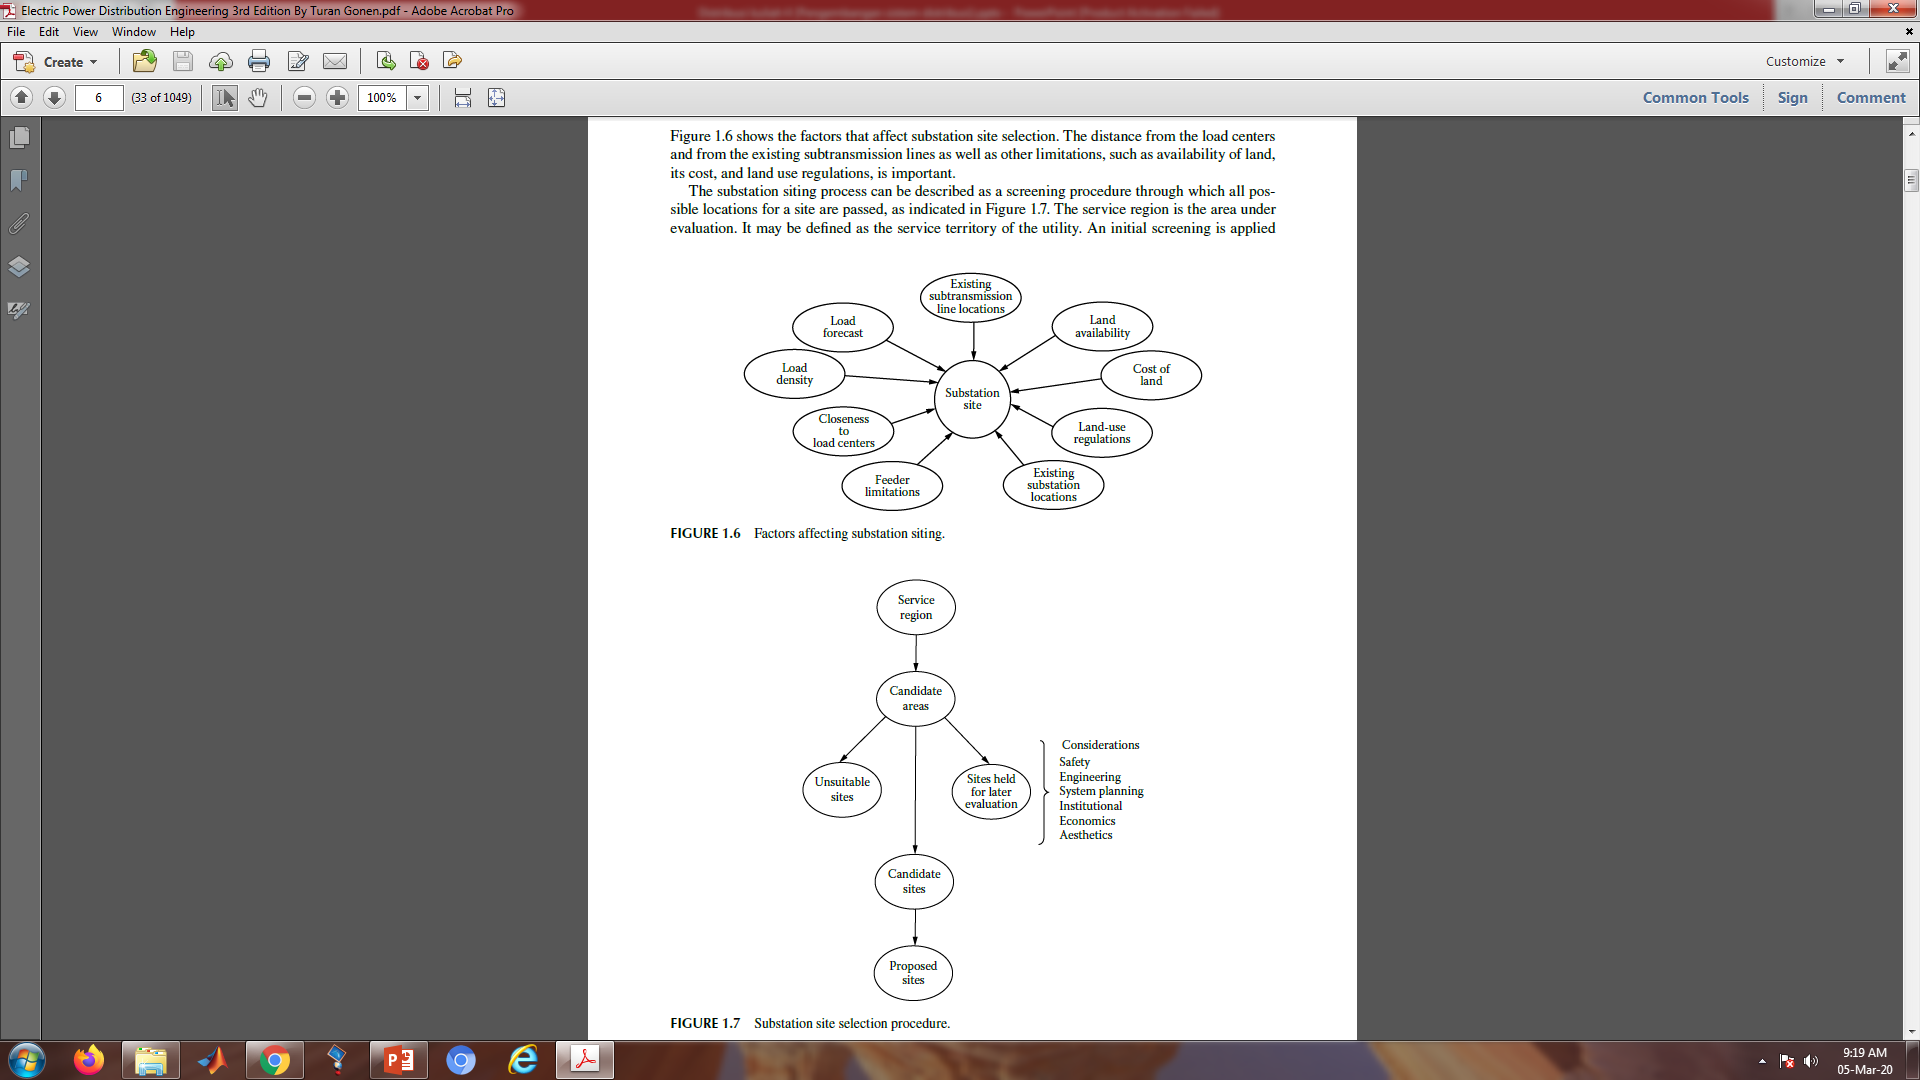 Electric Power Distribution Engineering 3rd Edition By Turan Gonen.pdf - Adobe Acrobat Pro
File Edit View Window Help
Create
Customize
6 (33 of 1049)
100%
Common Tools Sign Comment
Figure 1.6 shows the factors that affect substation site selection. The distance from the load centers
and from the existing subtransmission lines as well as other limitations, such as availability of land,
its cost, and land use regulations, is important.
The substation siting process can be described as a screening procedure through which all pos-
sible locations for a site are passed, as indicated in Figure 1.7. The service region is the area under
evaluation. It may be defined as the service territory of the utility. An initial screening is applied
Existing
subtransmission
line locations
Load
forecast
Land
availability
Load
density
Cost of
land
Substation
site
Closeness
to
load centers
Land-use
regulations
Feeder
limitations
Existing
substation
locations
FIGURE 1.6 Factors affecting substation siting.
Service
region
Candidate
areas
Unsuitable
sites
Sites held
for later
evaluation
Considerations
Safety
Engineering
System planning
Institutional
Economics
Aesthetics
Candidate
sites
Proposed
sites
FIGURE 1.7 Substation site selection procedure.
9:19 AM
05-Mar-20